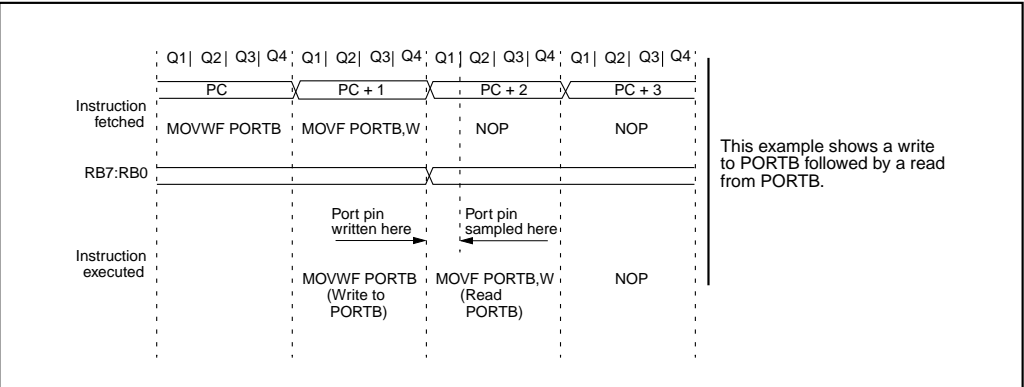 Q1| Q2| Q3| Q4 Q1| Q2| Q3| Q4 Q1| Q2| Q3| Q4 Q1| Q2| Q3| Q4
PC PC + 1 PC + 2 PC + 3
Instruction
fetched
MOVWF PORTB MOVF PORTB,W NOP NOP
This example shows a write
to PORTB followed by a read
from PORTB.
RB7:RB0
Port pin
written here
Port pin
sampled here
Instruction
executed
MOVWF PORTB
(Write to
PORTB)
MOVF PORTB,W
(Read
PORTB)
NOP